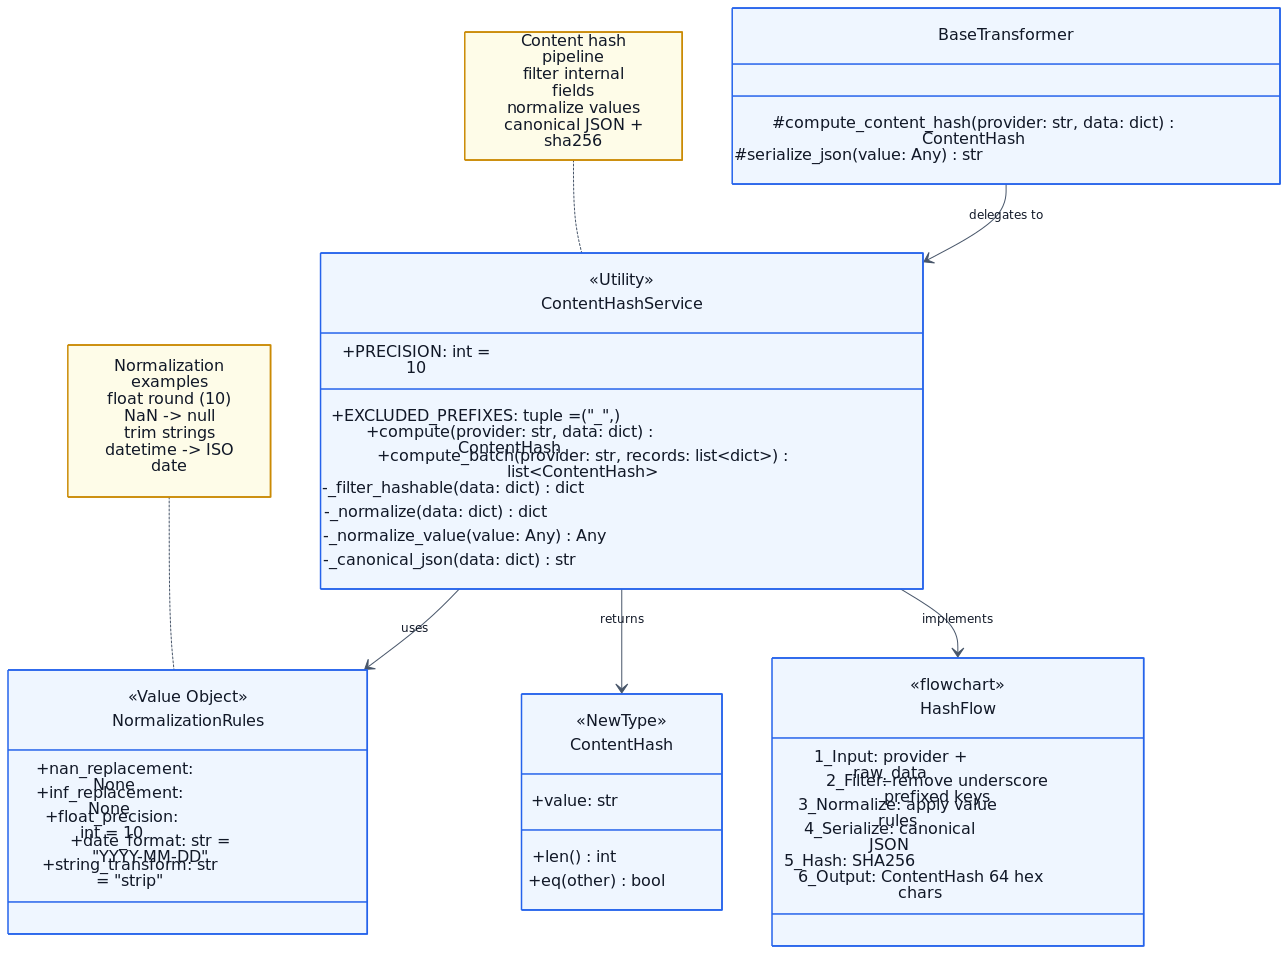 Content hash
pipeline
filter internal
fields
normalize values
canonical JSON +
sha256
BaseTransformer
#compute_content_hash(provider: str, data: dict) :
ContentHash
#serialize_json(value: Any) : str
delegates to
«Utility»
ContentHashService
+PRECISION: int =
10
+EXCLUDED_PREFIXES: tuple =("_",)
+compute(provider: str, data: dict) :
ContentHash
+compute_batch(provider: str, records: list<dict>) :
list<ContentHash>
-_filter_hashable(data: dict) : dict
-_normalize(data: dict) : dict
-_normalize_value(value: Any) : Any
-_canonical_json(data: dict) : str
Normalization
examples
float round (10)
NaN -> null
trim strings
datetime -> ISO
date
uses
returns
implements
«Value Object»
NormalizationRules
+nan_replacement:
None
+inf_replacement:
None
+float_precision:
int = 10
+date_format: str =
"YYYY-MM-DD"
+string_transform: str
= "strip"
«NewType»
ContentHash
+value: str
+len() : int
+eq(other) : bool
«flowchart»
HashFlow
1_Input: provider +
raw_data
2_Filter: remove underscore
prefixed keys
3_Normalize: apply value
rules
4_Serialize: canonical
JSON
5_Hash: SHA256
6_Output: ContentHash 64 hex
chars